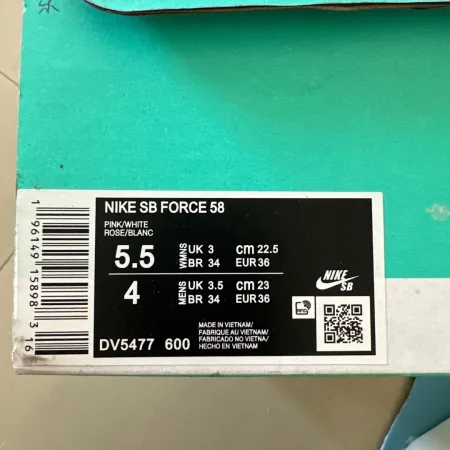 乐
NIKE SB FORCE 58
PINK/WHITE
ROSE/BLANC
5.5 WMNS UK 3 cm 22.5
BR 34 EUR 36
4 MENS UK 3.5 cm 23
BR 34 EUR 36
NIKE
SB
MADE IN VIETNAM/
FABRIQUE AU VIETNAM/
FABRICADO NO VIETNA/
HECHO EN VIETNAM
DV5477 600
1 96149 15898 3 16